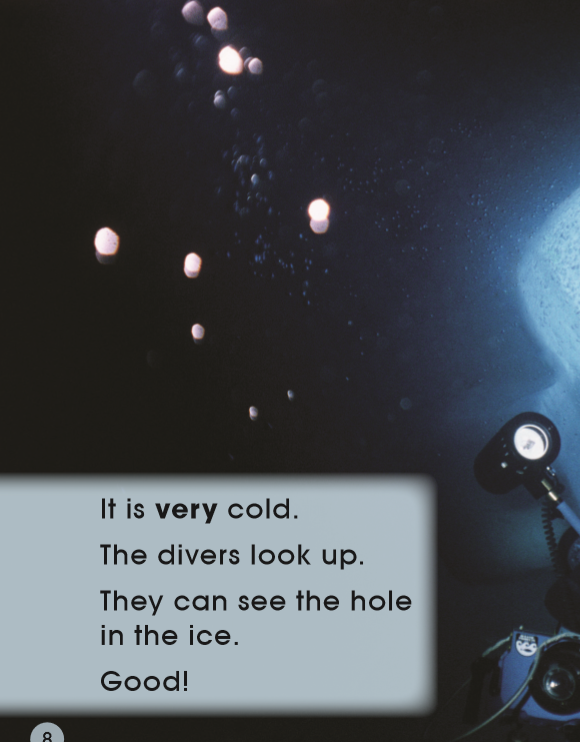 It is very cold.
The divers look up.
They can see the hole
in the ice.
Good!
8